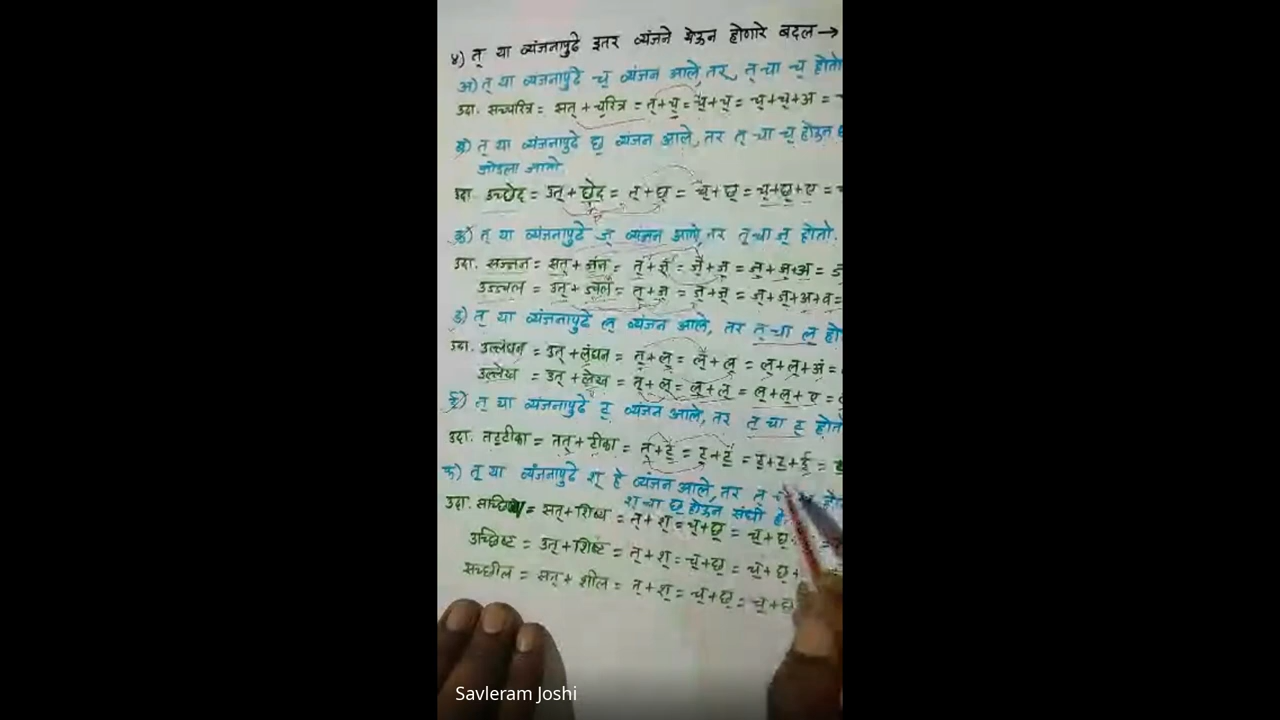 ४) त् या व्यंजनापुढे इतर व्यंजने येऊन होणारे बदल →
अ) त् या व्यंजनापुढे च् व्यंजन आले, तर त् चा च् होतो
उदा. सच्चरित्र = सत् + चरित्र = त् + च् = च् + च् = च् + च् + अ =
ब) त् या व्यंजनापुढे छ् व्यंजन आले, तर त् चा च् होऊन
जोडला जातो.
उदा. उच्छेद = उत् + छेद = त् + छ् = च् + छ् = च् + छ् + ए =
क) त् या व्यंजनापुढे ज् व्यंजन आले, तर त् चा ज् होतो.
उदा. सज्जन = सत् + जन = त् + ज् = ज् + ज् = ज् + ज् + अ =
उज्ज्वल = उत् + ज्वल = त् + ज् = ज् + ज् = ज् + ज् + अ + व =
ड) त् या व्यंजनापुढे ल् व्यंजन आले, तर त् चा ल् हो
उदा. उल्लंघन = उत् + लंघन = त् + ल् = ल् + ल् = ल् + ल् + अं =
उल्लेख = उत् + लेख = त् + ल् = ल् + ल् = ल् + ल् + ए =
ई) त् या व्यंजनापुढे ट् व्यंजन आले, तर त् चा ट् होतो
उदा. तट्टीका = तत् + टीका = त् + ट् = ट् + ट् = ट् + ट् + ई =
फ) त् या व्यंजनापुढे श् हे व्यंजन आले, तर त्
श् चा छ् होऊन संधी
उदा. = सत् + शिष्य = त् + श् = च् + छ् = च् + छ्
उच्छिष्ट = उत् + शिष्ट = त् + श् = च् + छ् = च् + छ् +
सच्छील = सत् + शील = त् + श् = च् + छ् = च् + छ
Savleram Joshi